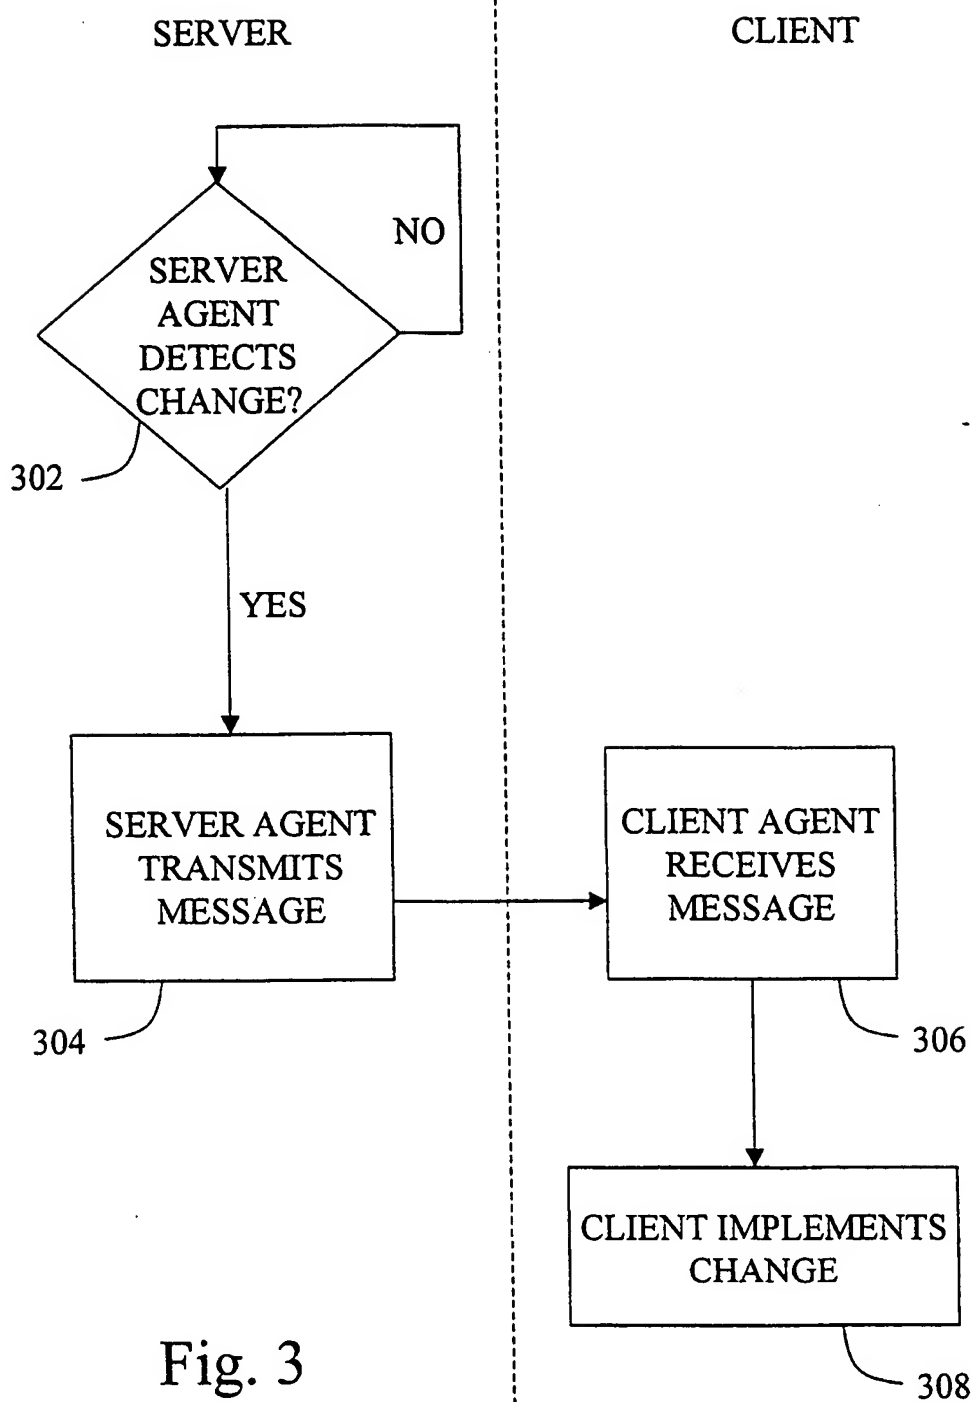 SERVER
CLIENT
NO
SERVER
AGENT
DETECTS
CHANGE?
302
YES
SERVER AGENT
TRANSMITS
MESSAGE
304
CLIENT AGENT
RECEIVES
MESSAGE
306
CLIENT IMPLEMENTS
CHANGE
308
Fig. 3